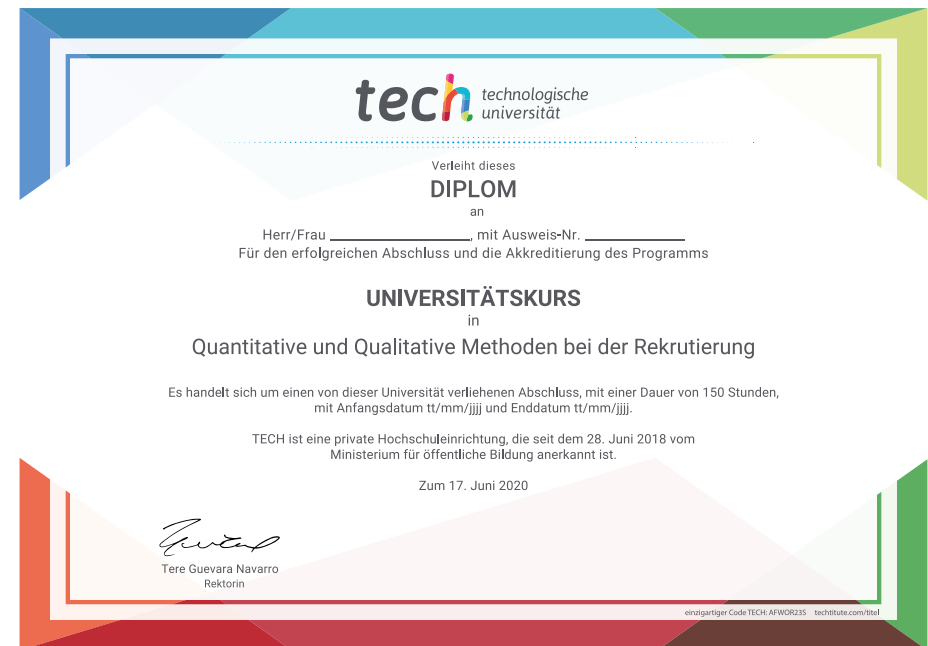 tech technologische
universität
Verleiht dieses
DIPLOM
an
Herr/Frau ____________, mit Ausweis-Nr. ____________
Für den erfolgreichen Abschluss und die Akkreditierung des Programms
UNIVERSITÄTSKURS
in
Quantitative und Qualitative Methoden bei der Rekrutierung
Es handelt sich um einen von dieser Universität verliehenen Abschluss, mit einer Dauer von 150 Stunden,
mit Anfangsdatum tt/mm/jjjj und Enddatum tt/mm/jjjj.
TECH ist eine private Hochschuleinrichtung, die seit dem 28. Juni 2018 vom
Ministerium für öffentliche Bildung anerkannt ist.
Zum 17. Juni 2020
Tere Guevara Navarro
Rektorin
einzigartiger Code TECH: AFWOR23S techtitute.com/titel